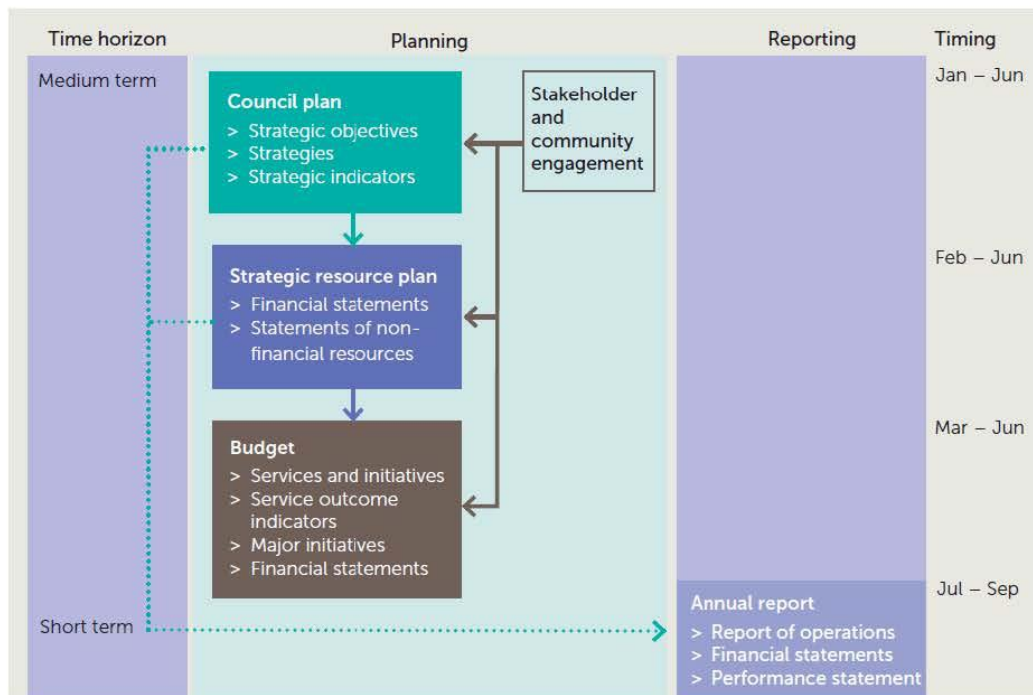 Time horizon
Planning
Reporting
Timing
Medium term
Council plan
> Strategic objectives
> Strategies
> Strategic indicators
Stakeholder
and
community
engagement
Jan – Jun
Strategic resource plan
> Financial statements
> Statements of non-
financial resources
Feb – Jun
Budget
> Services and initiatives
> Service outcome
indicators
> Major initiatives
> Financial statements
Mar – Jun
Short term
Annual report
> Report of operations
> Financial statements
> Performance statement
Jul – Sep